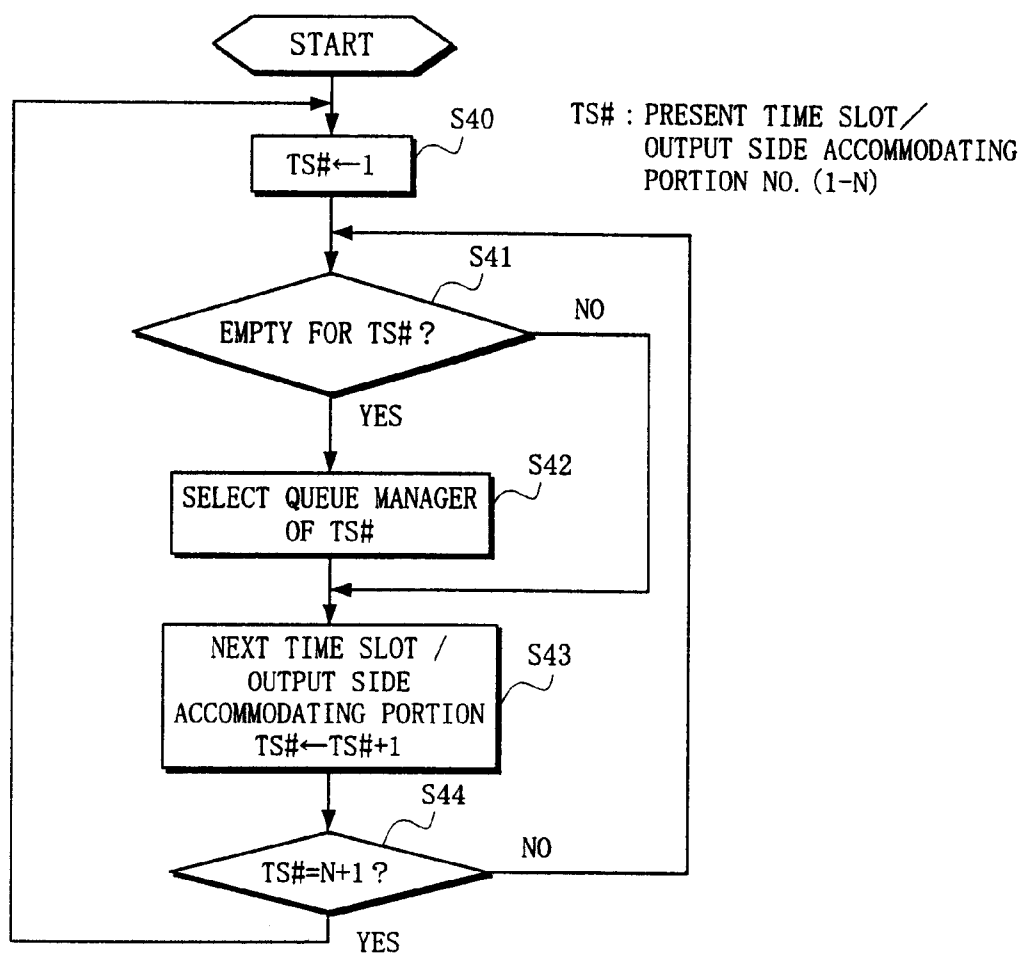 START
S40
TS#←1
TS# : PRESENT TIME SLOT/
OUTPUT SIDE ACCOMMODATING
PORTION NO. (1-N)
S41
EMPTY FOR TS# ?
NO
YES
S42
SELECT QUEUE MANAGER
OF TS#
S43
NEXT TIME SLOT /
OUTPUT SIDE
ACCOMMODATING PORTION
TS#←TS#+1
S44
TS#=N+1 ?
NO
YES